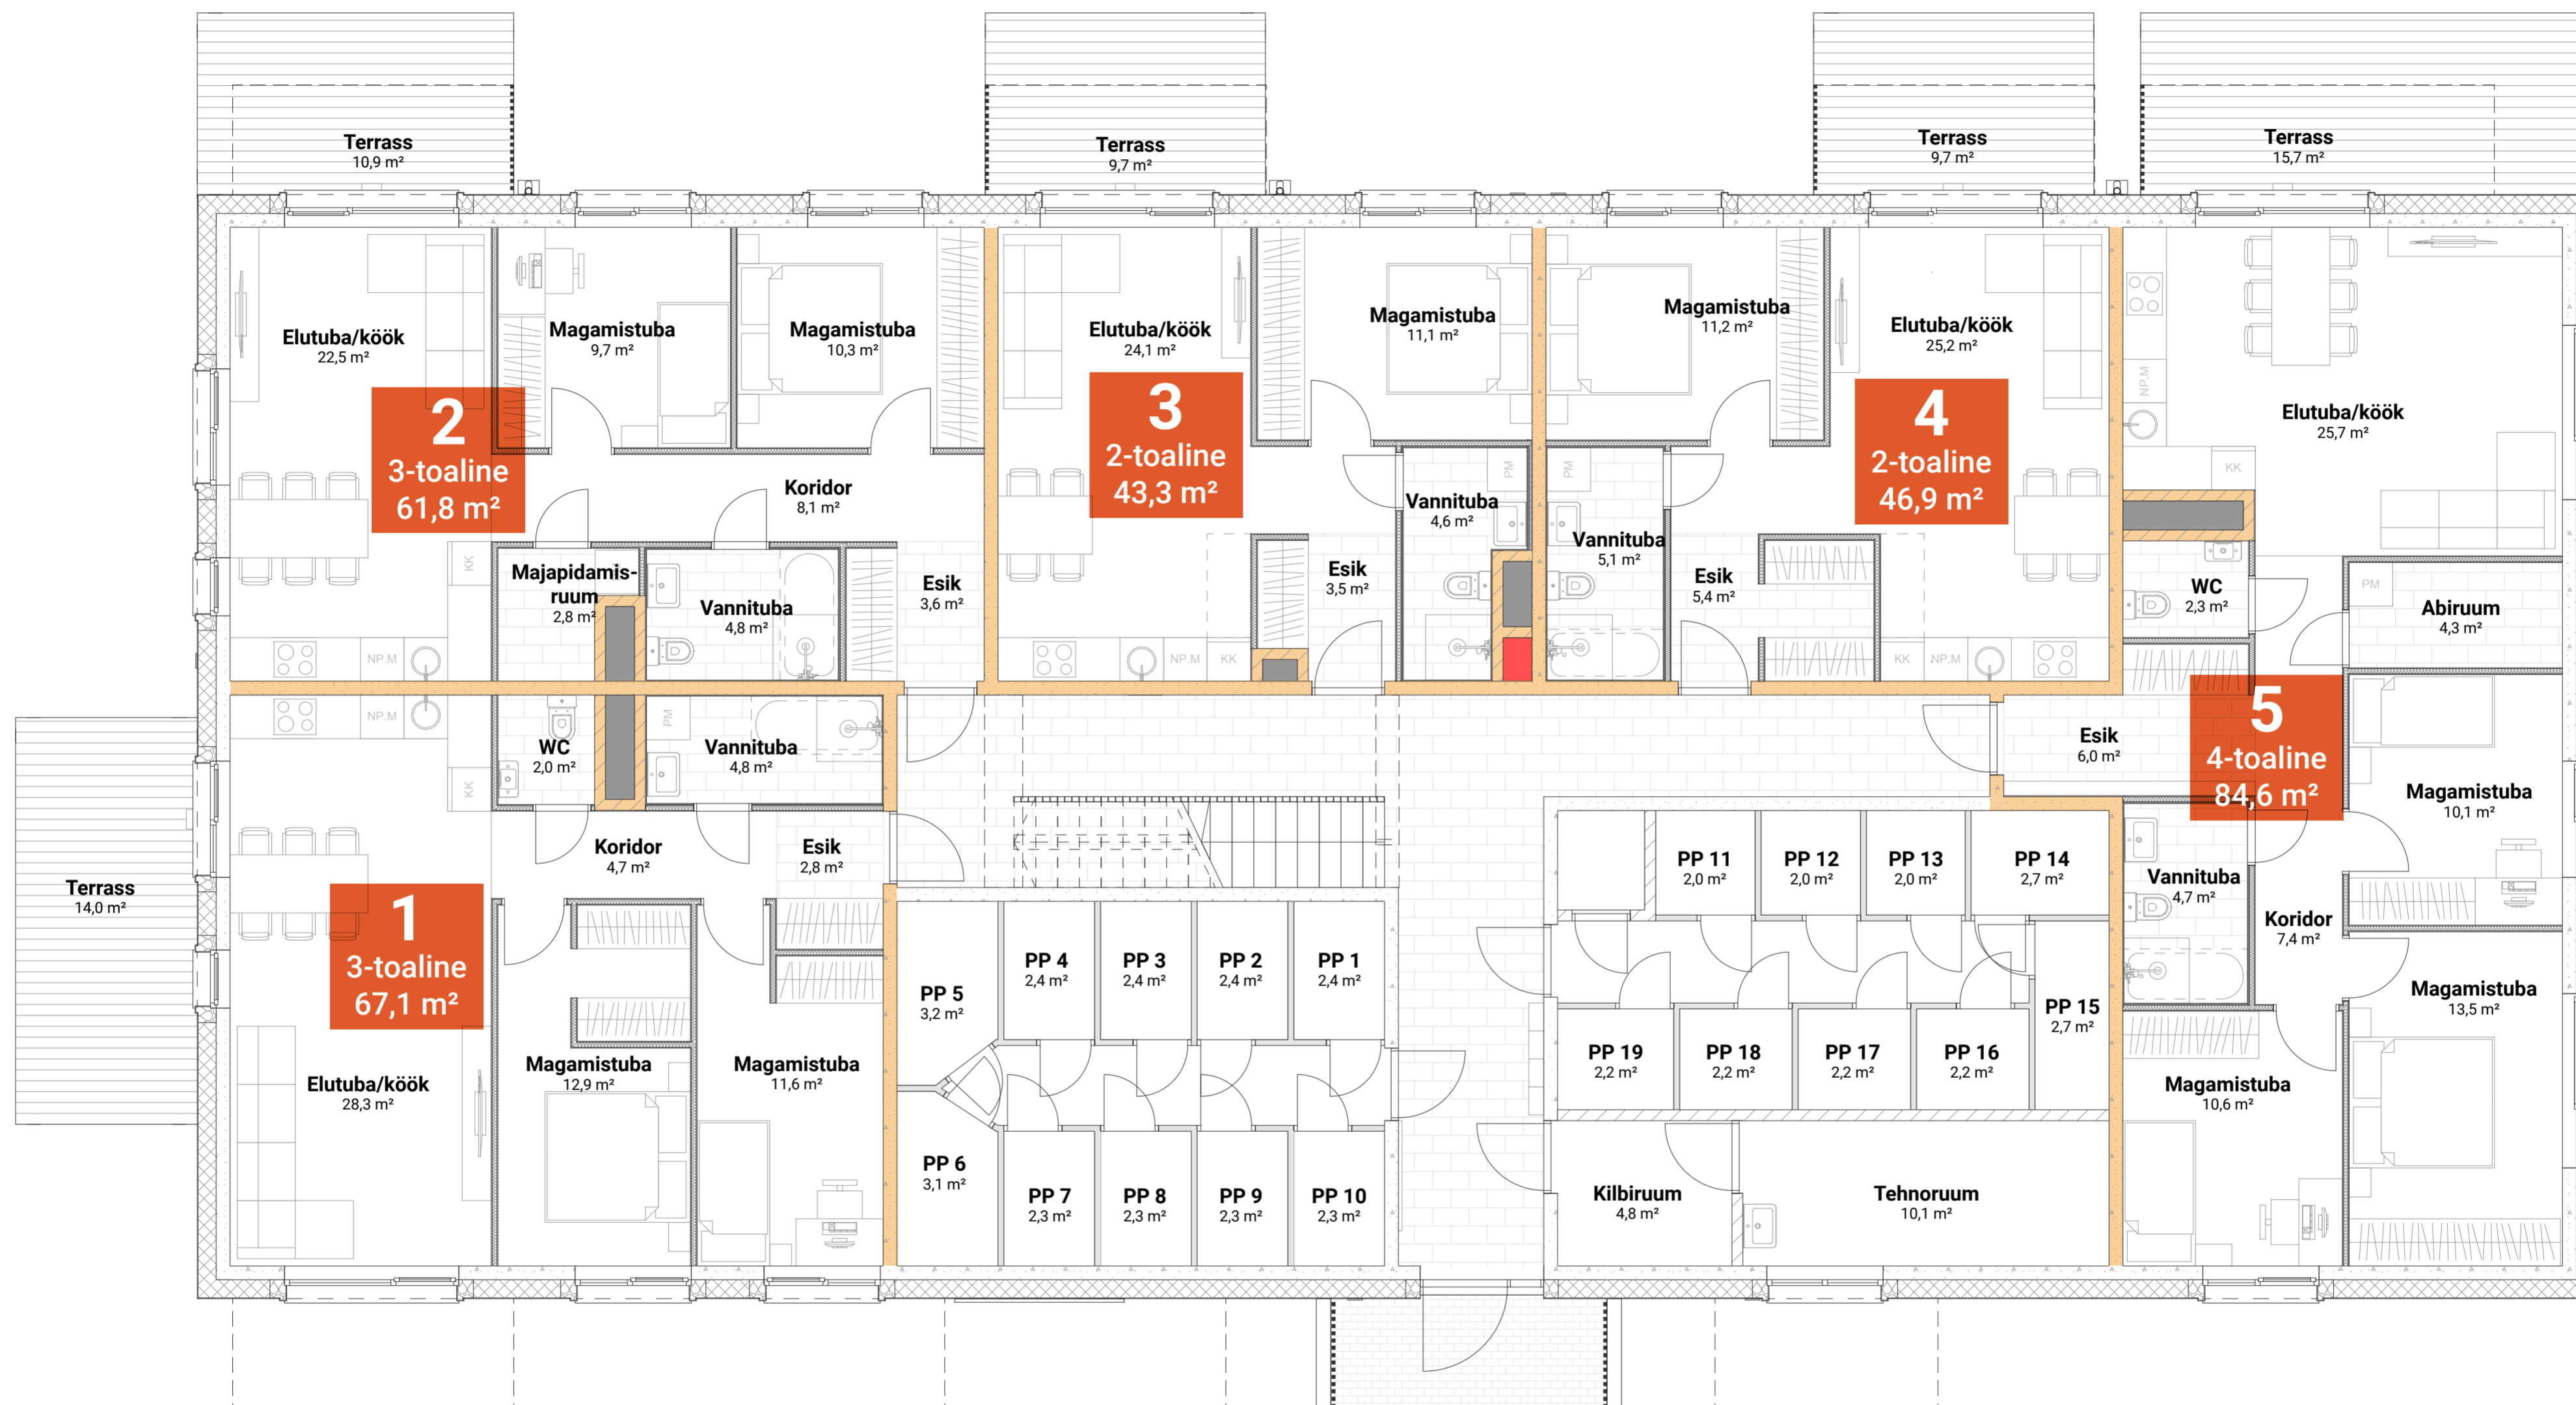 Terrass
10,9 m²
Terrass
9,7 m²
Terrass
9,7 m²
Terrass
15,7 m²
Elutuba/köök
22,5 m²
Magamistuba
9,7 m²
Magamistuba
10,3 m²
2
3-toaline
61,8 m²
Koridor
8,1 m²
Majapidamis-
ruum
2,8 m²
Vannituba
4,8 m²
Esik
3,6 m²
KK
NP.M
Elutuba/köök
24,1 m²
Magamistuba
11,1 m²
3
2-toaline
43,3 m²
Vannituba
4,6 m²
PM
Esik
3,5 m²
NP.M
KK
Magamistuba
11,2 m²
Elutuba/köök
25,2 m²
4
2-toaline
46,9 m²
PM
Vannituba
5,1 m²
Esik
5,4 m²
KK
NP.M
NP.M
Elutuba/köök
25,7 m²
KK
WC
2,3 m²
PM
Abiruum
4,3 m²
5
4-toaline
84,6 m²
Esik
6,0 m²
Magamistuba
10,1 m²
Vannituba
4,7 m²
Koridor
7,4 m²
Magamistuba
13,5 m²
Magamistuba
10,6 m²
NP.M
KK
WC
2,0 m²
PM
Vannituba
4,8 m²
Koridor
4,7 m²
Esik
2,8 m²
Terrass
14,0 m²
1
3-toaline
67,1 m²
Elutuba/köök
28,3 m²
Magamistuba
12,9 m²
Magamistuba
11,6 m²
PP 5
3,2 m²
PP 4
2,4 m²
PP 3
2,4 m²
PP 2
2,4 m²
PP 1
2,4 m²
PP 6
3,1 m²
PP 7
2,3 m²
PP 8
2,3 m²
PP 9
2,3 m²
PP 10
2,3 m²
PP 11
2,0 m²
PP 12
2,0 m²
PP 13
2,0 m²
PP 14
2,7 m²
PP 15
2,7 m²
PP 19
2,2 m²
PP 18
2,2 m²
PP 17
2,2 m²
PP 16
2,2 m²
Kilbiruum
4,8 m²
Tehnoruum
10,1 m²